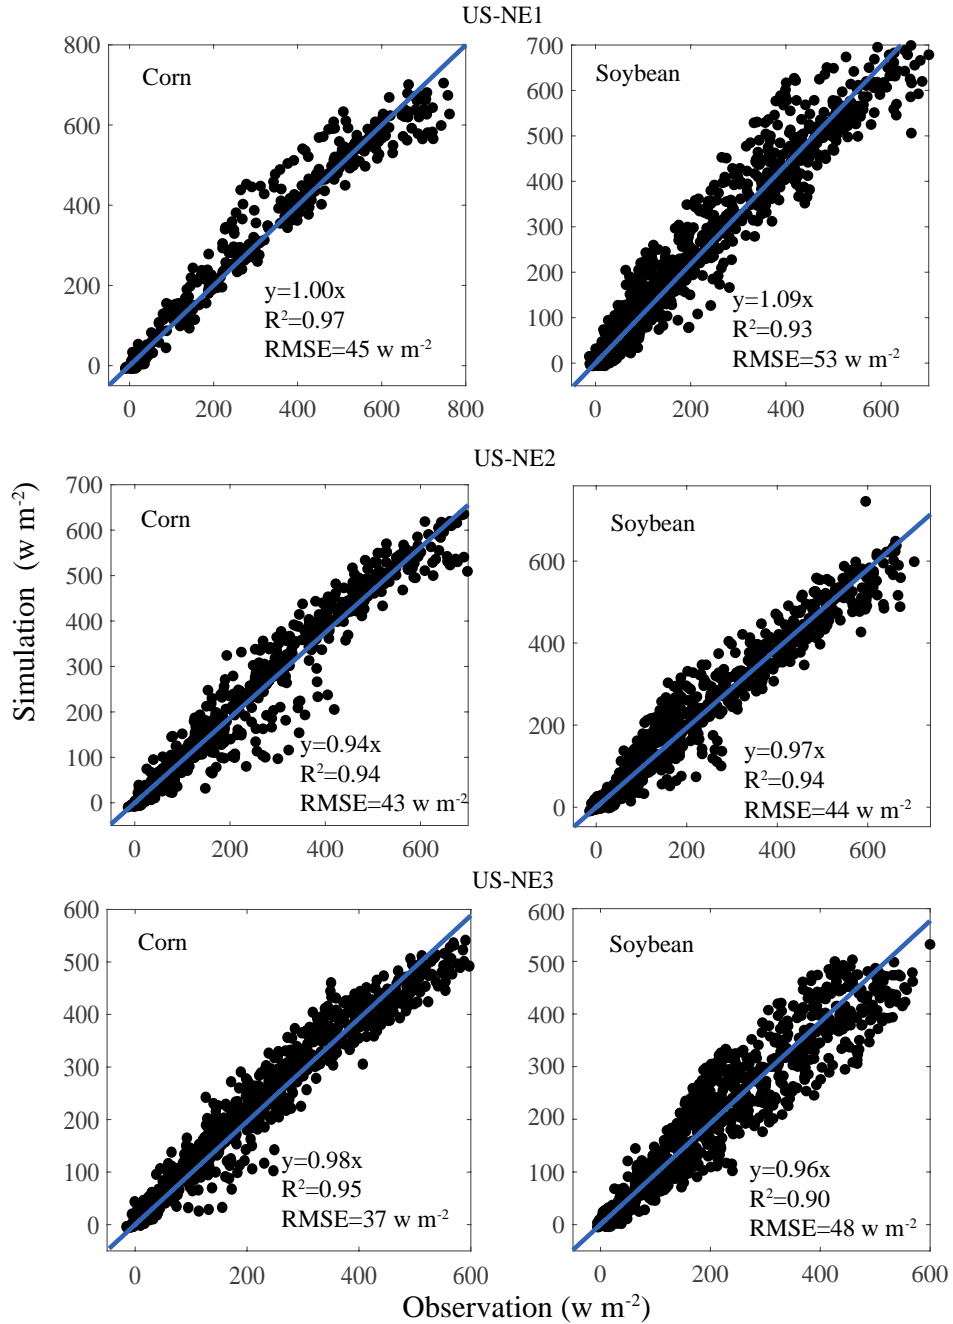 US-NE1
800
600
400
200
0
0 200 400 600 800
Corn
y=1.00x
R²=0.97
RMSE=45 w m⁻²
700
600
500
400
300
200
100
0
0 200 400 600
Soybean
y=1.09x
R²=0.93
RMSE=53 w m⁻²
US-NE2
Simulation (w m⁻²)
700
600
500
400
300
200
100
0
0 200 400 600
Corn
y=0.94x
R²=0.94
RMSE=43 w m⁻²
600
400
200
0
0 200 400 600
Soybean
y=0.97x
R²=0.94
RMSE=44 w m⁻²
US-NE3
600
500
400
300
200
100
0
0 200 400 600
Corn
y=0.98x
R²=0.95
RMSE=37 w m⁻²
600
500
400
300
200
100
0
0 200 400 600
Soybean
y=0.96x
R²=0.90
RMSE=48 w m⁻²
Observation (w m⁻²)